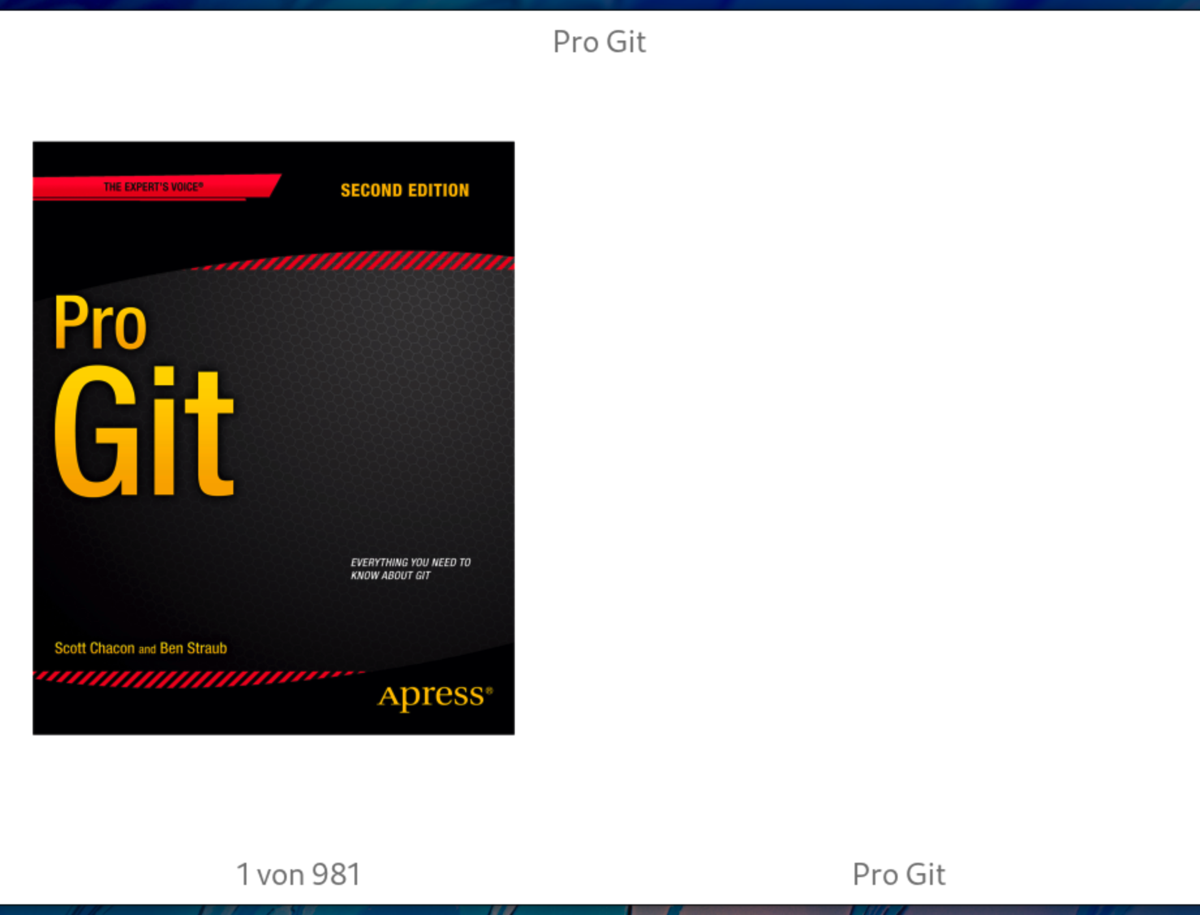 Pro Git
THE EXPERT'S VOICE®
SECOND EDITION
Pro
Git
EVERYTHING YOU NEED TO
KNOW ABOUT GIT
Scott Chacon and Ben Straub
Apress®
1 von 981
Pro Git